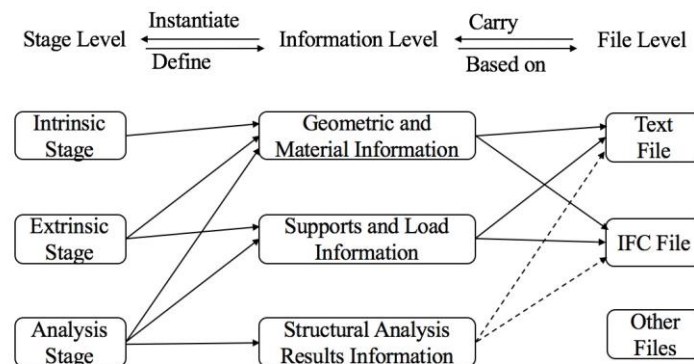 Instantiate
Carry
Stage Level
Information Level
File Level
Define
Based on
Intrinsic
Stage
Geometric and
Material Information
Text
File
Extrinsic
Stage
Supports and Load
Information
IFC File
Analysis
Stage
Structural Analysis
Results Information
Other
Files